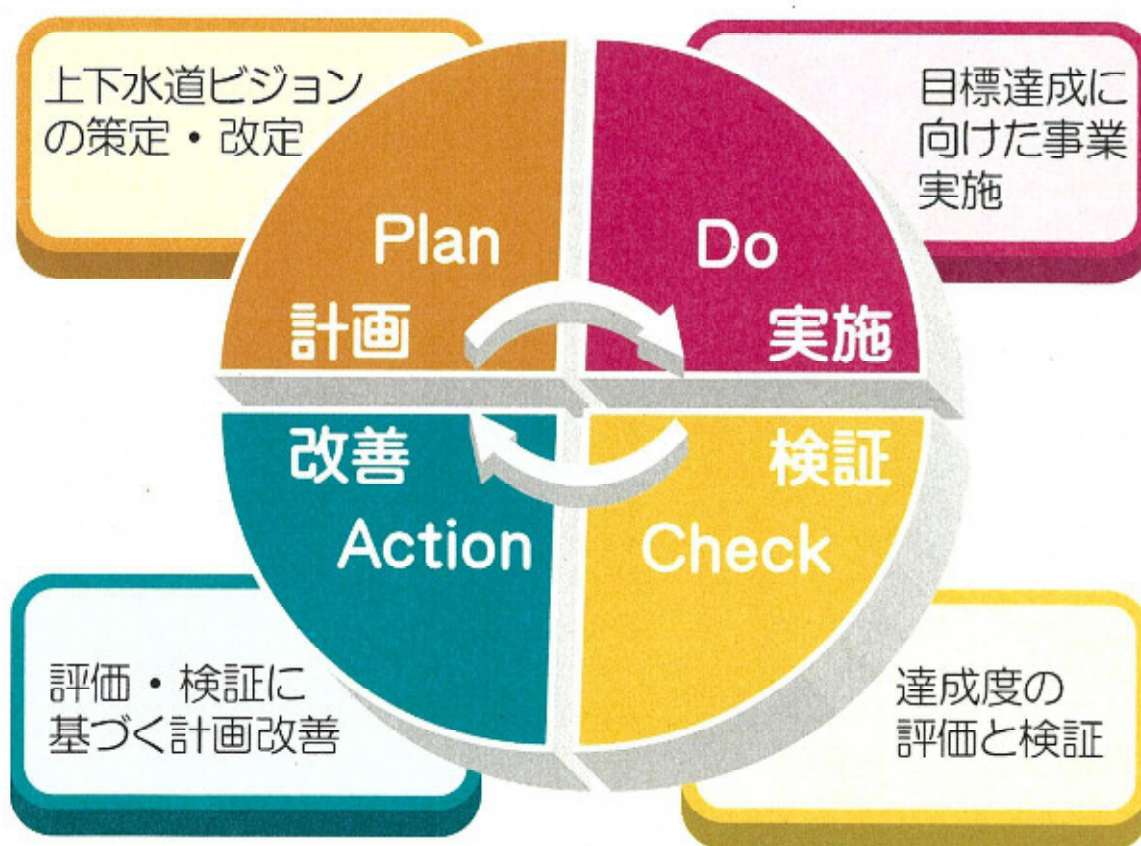 上下水道ビジョン
の策定・改定
Plan
計画
目標達成に
向けた事業
実施
Do
実施
改善
Action
評価・検証に
基づく計画改善
検証
Check
達成度の
評価と検証